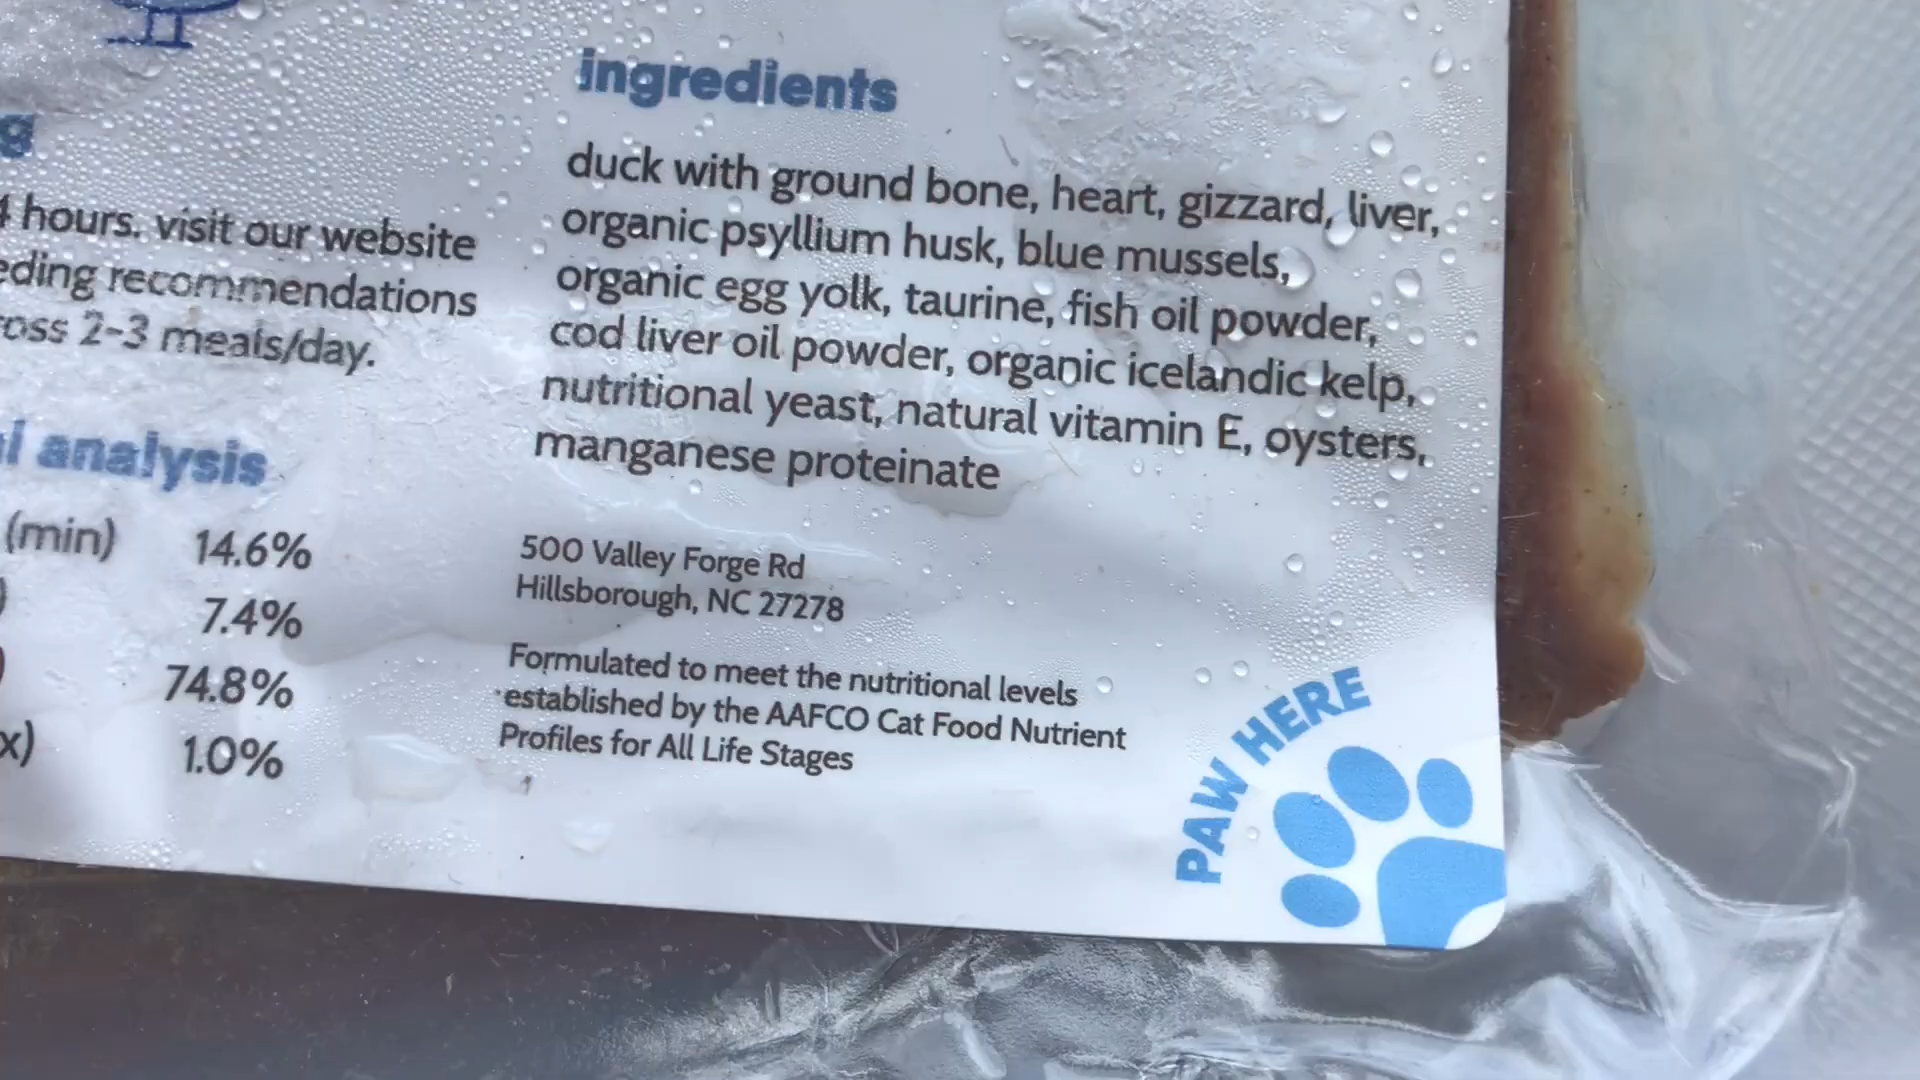 ingredients
duck with ground bone, heart, gizzard, liver,
organic psyllium husk, blue mussels,
organic egg yolk, taurine, fish oil powder,
cod liver oil powder, organic icelandic kelp,
nutritional yeast, natural vitamin E, oysters,
manganese proteinate
500 Valley Forge Rd
Hillsborough, NC 27278
Formulated to meet the nutritional levels
established by the AAFCO Cat Food Nutrient
Profiles for All Life Stages
PAW HERE
hours. visit our website
recommendations
2-3 meals/day.
analysis
(min) 14.6%
7.4%
74.8%
1.0%